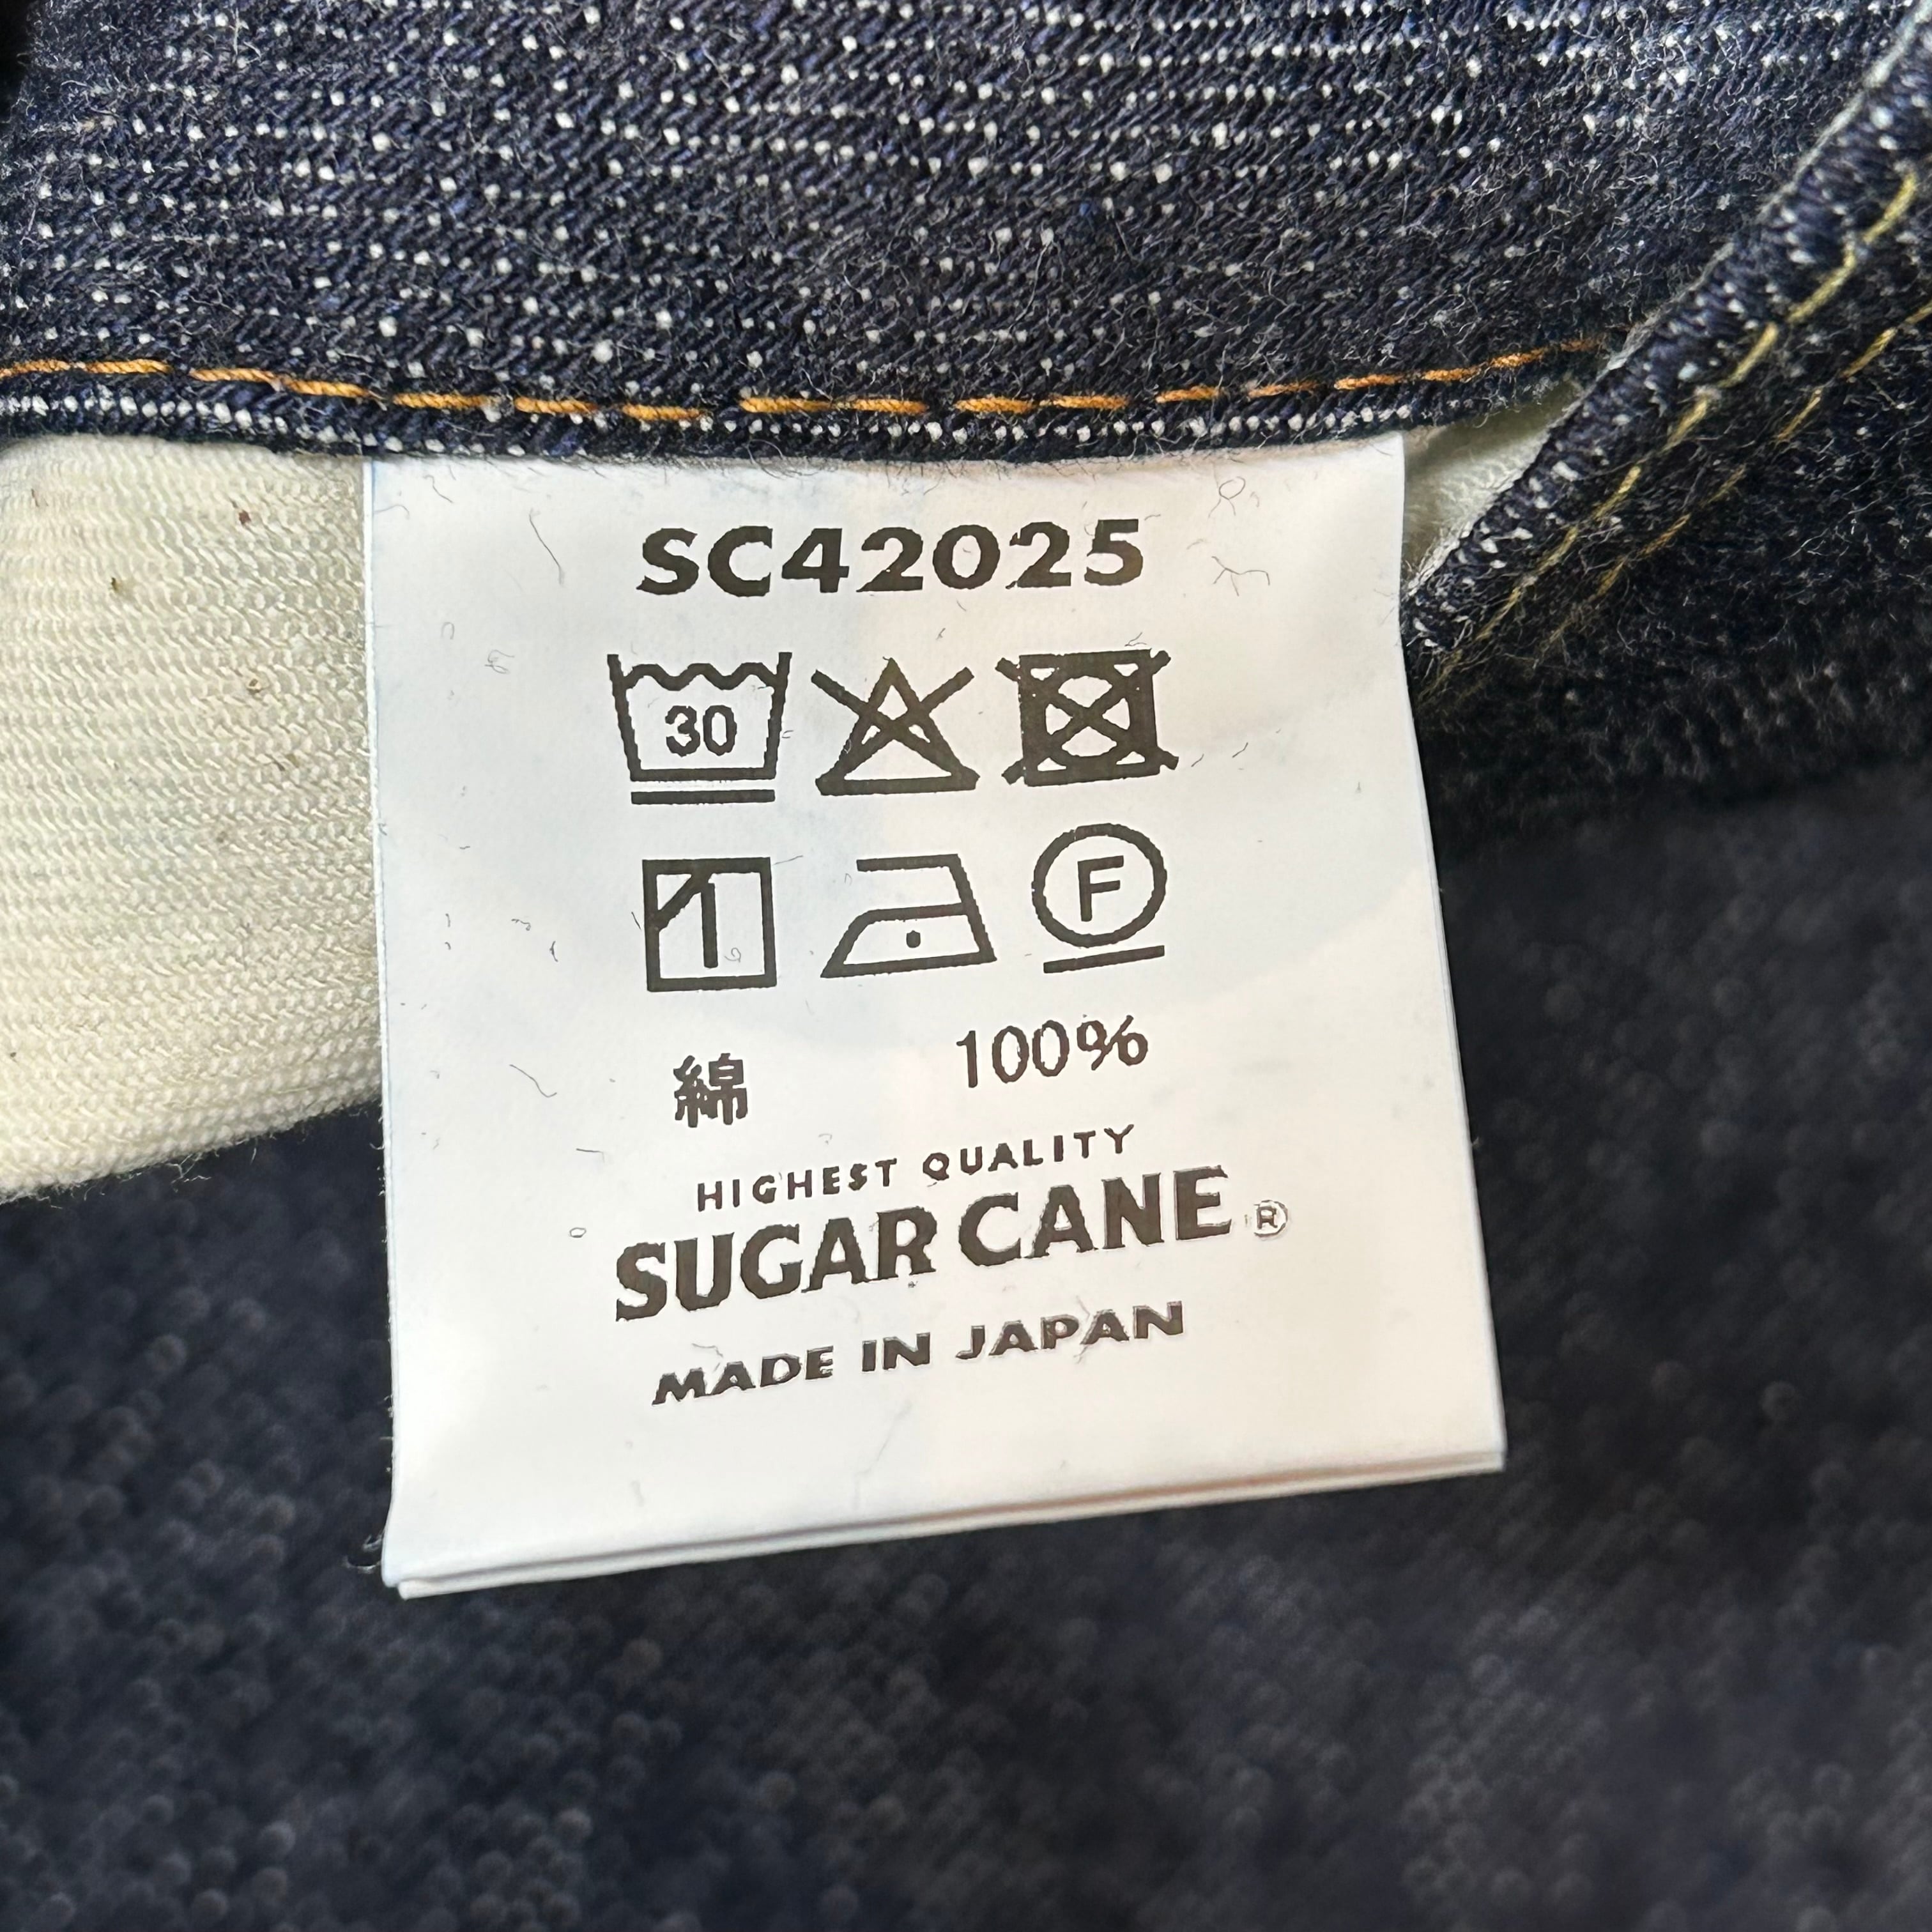 SC42025
30
F
綿 100%
HIGHEST QUALITY
SUGAR CANE ®
MADE IN JAPAN